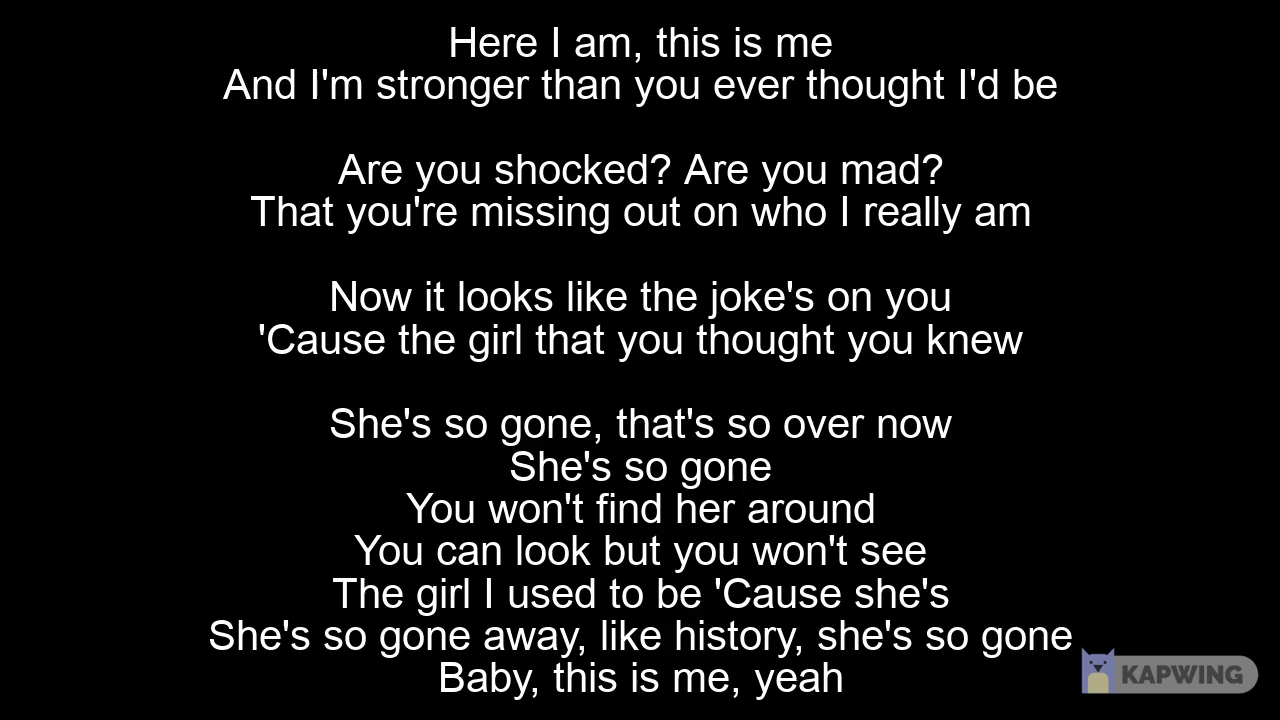 Here I am, this is me
And I'm stronger than you ever thought I'd be
Are you shocked? Are you mad?
That you're missing out on who I really am
Now it looks like the joke's on you
'Cause the girl that you thought you knew
She's so gone, that's so over now
She's so gone
You won't find her around
You can look but you won't see
The girl I used to be 'Cause she's
She's so gone away, like history, she's so gone
Baby, this is me, yeah
KAPWING